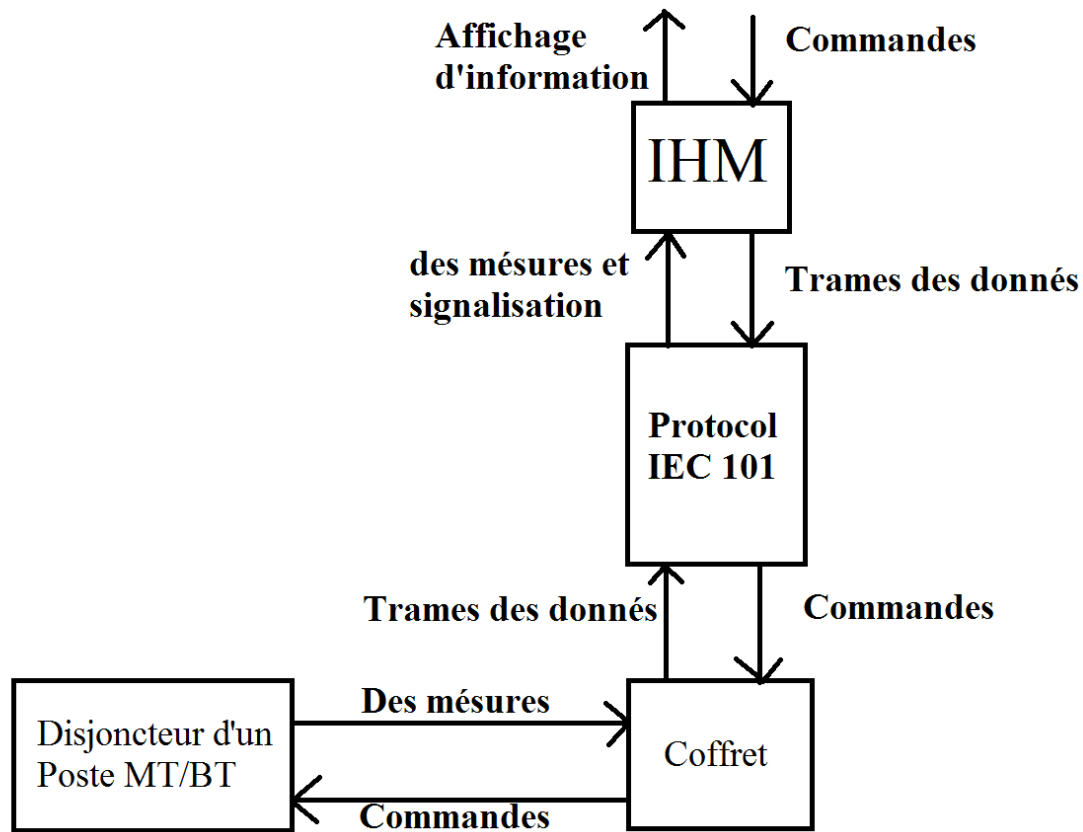 Affichage
d'information
Commandes
IHM
des mésures et
signalisation
Trames des donnés
Protocol
IEC 101
Trames des donnés
Commandes
Disjoncteur d'un
Poste MT/BT
Des mésures
Commandes
Coffret